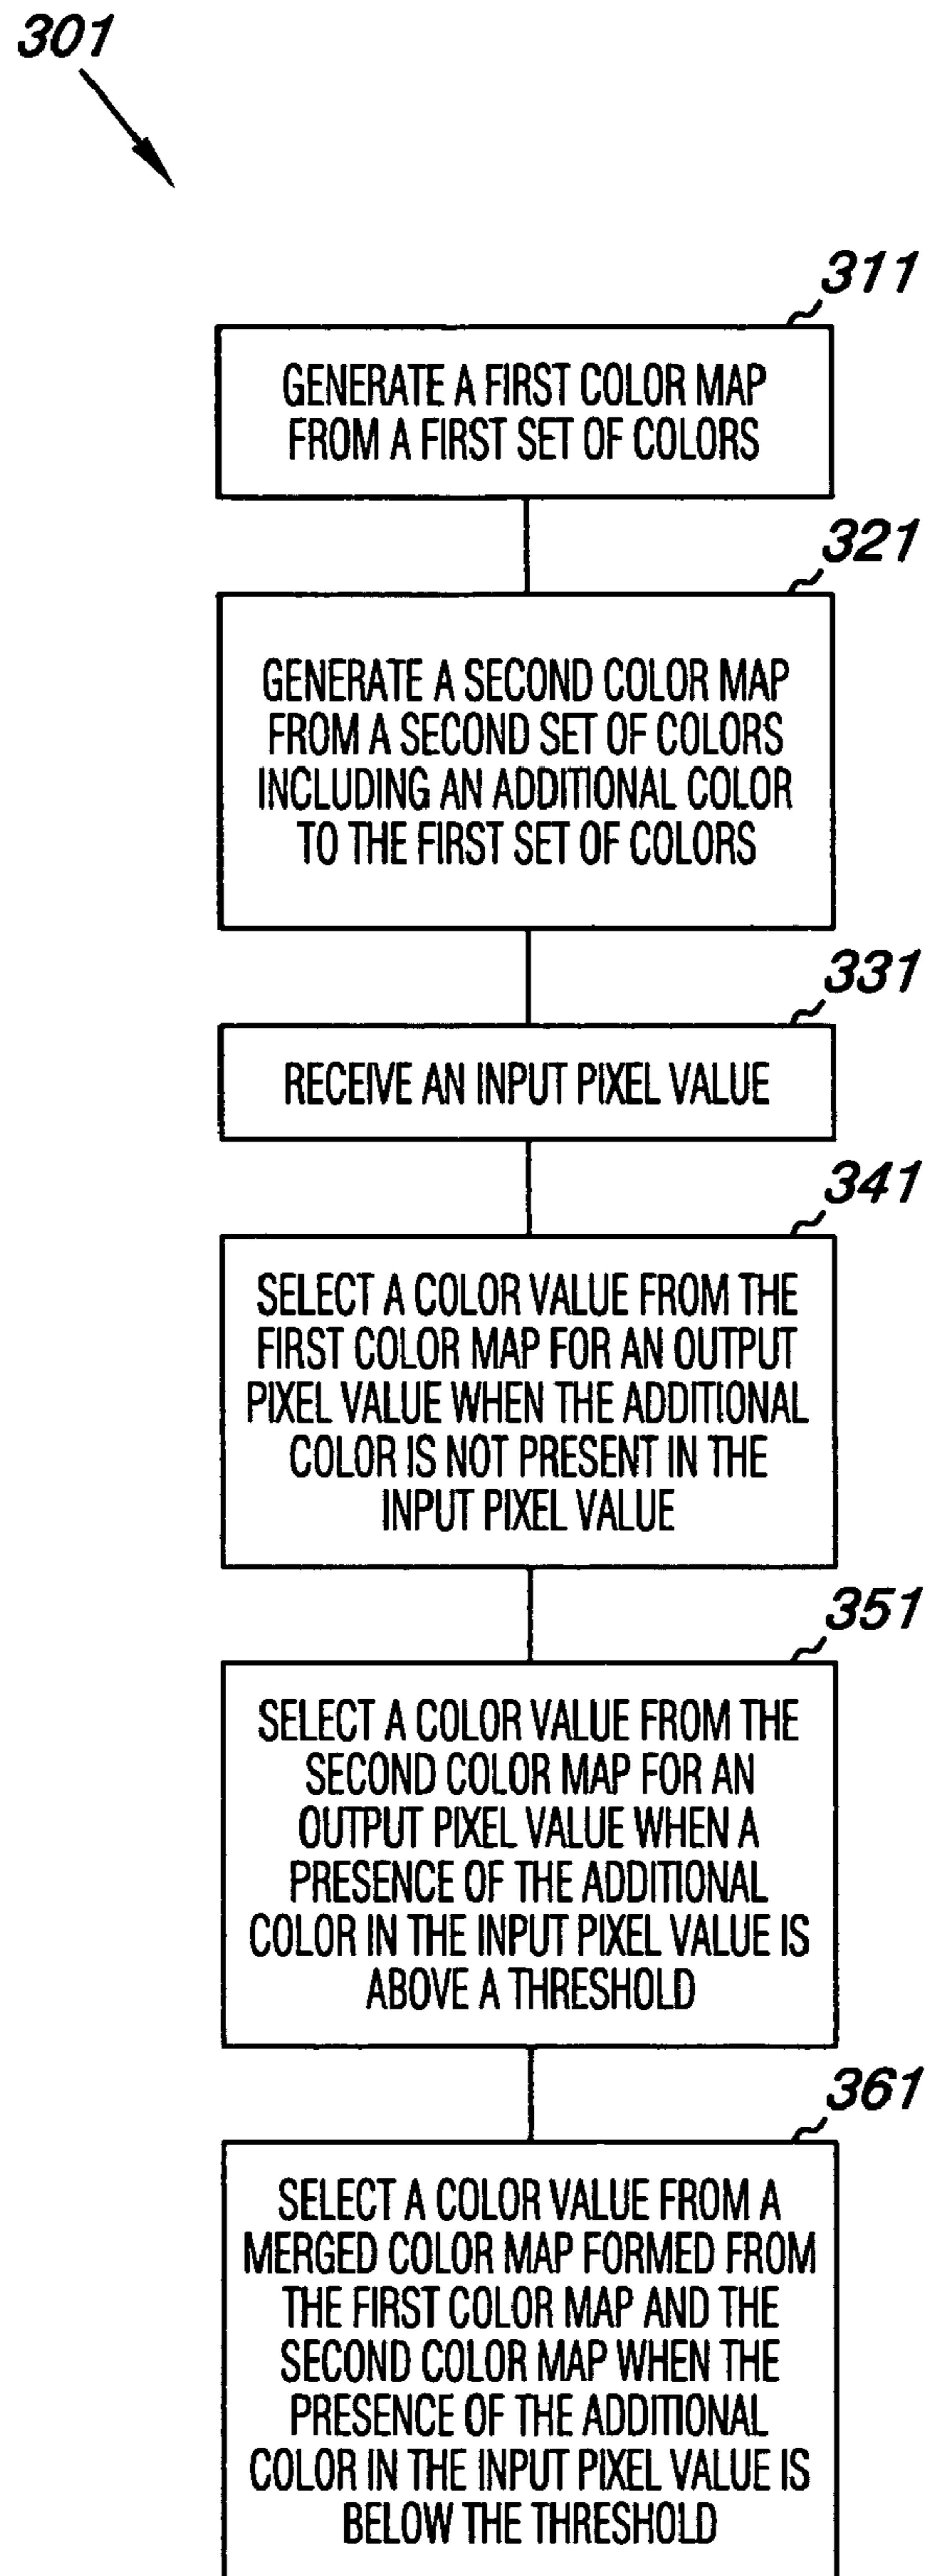 301
311
GENERATE A FIRST COLOR MAP
FROM A FIRST SET OF COLORS
321
GENERATE A SECOND COLOR MAP
FROM A SECOND SET OF COLORS
INCLUDING AN ADDITIONAL COLOR
TO THE FIRST SET OF COLORS
331
RECEIVE AN INPUT PIXEL VALUE
341
SELECT A COLOR VALUE FROM THE
FIRST COLOR MAP FOR AN OUTPUT
PIXEL VALUE WHEN THE ADDITIONAL
COLOR IS NOT PRESENT IN THE
INPUT PIXEL VALUE
351
SELECT A COLOR VALUE FROM THE
SECOND COLOR MAP FOR AN
OUTPUT PIXEL VALUE WHEN A
PRESENCE OF THE ADDITIONAL
COLOR IN THE INPUT PIXEL VALUE IS
ABOVE A THRESHOLD
361
SELECT A COLOR VALUE FROM A
MERGED COLOR MAP FORMED FROM
THE FIRST COLOR MAP AND THE
SECOND COLOR MAP WHEN THE
PRESENCE OF THE ADDITIONAL
COLOR IN THE INPUT PIXEL VALUE IS
BELOW THE THRESHOLD